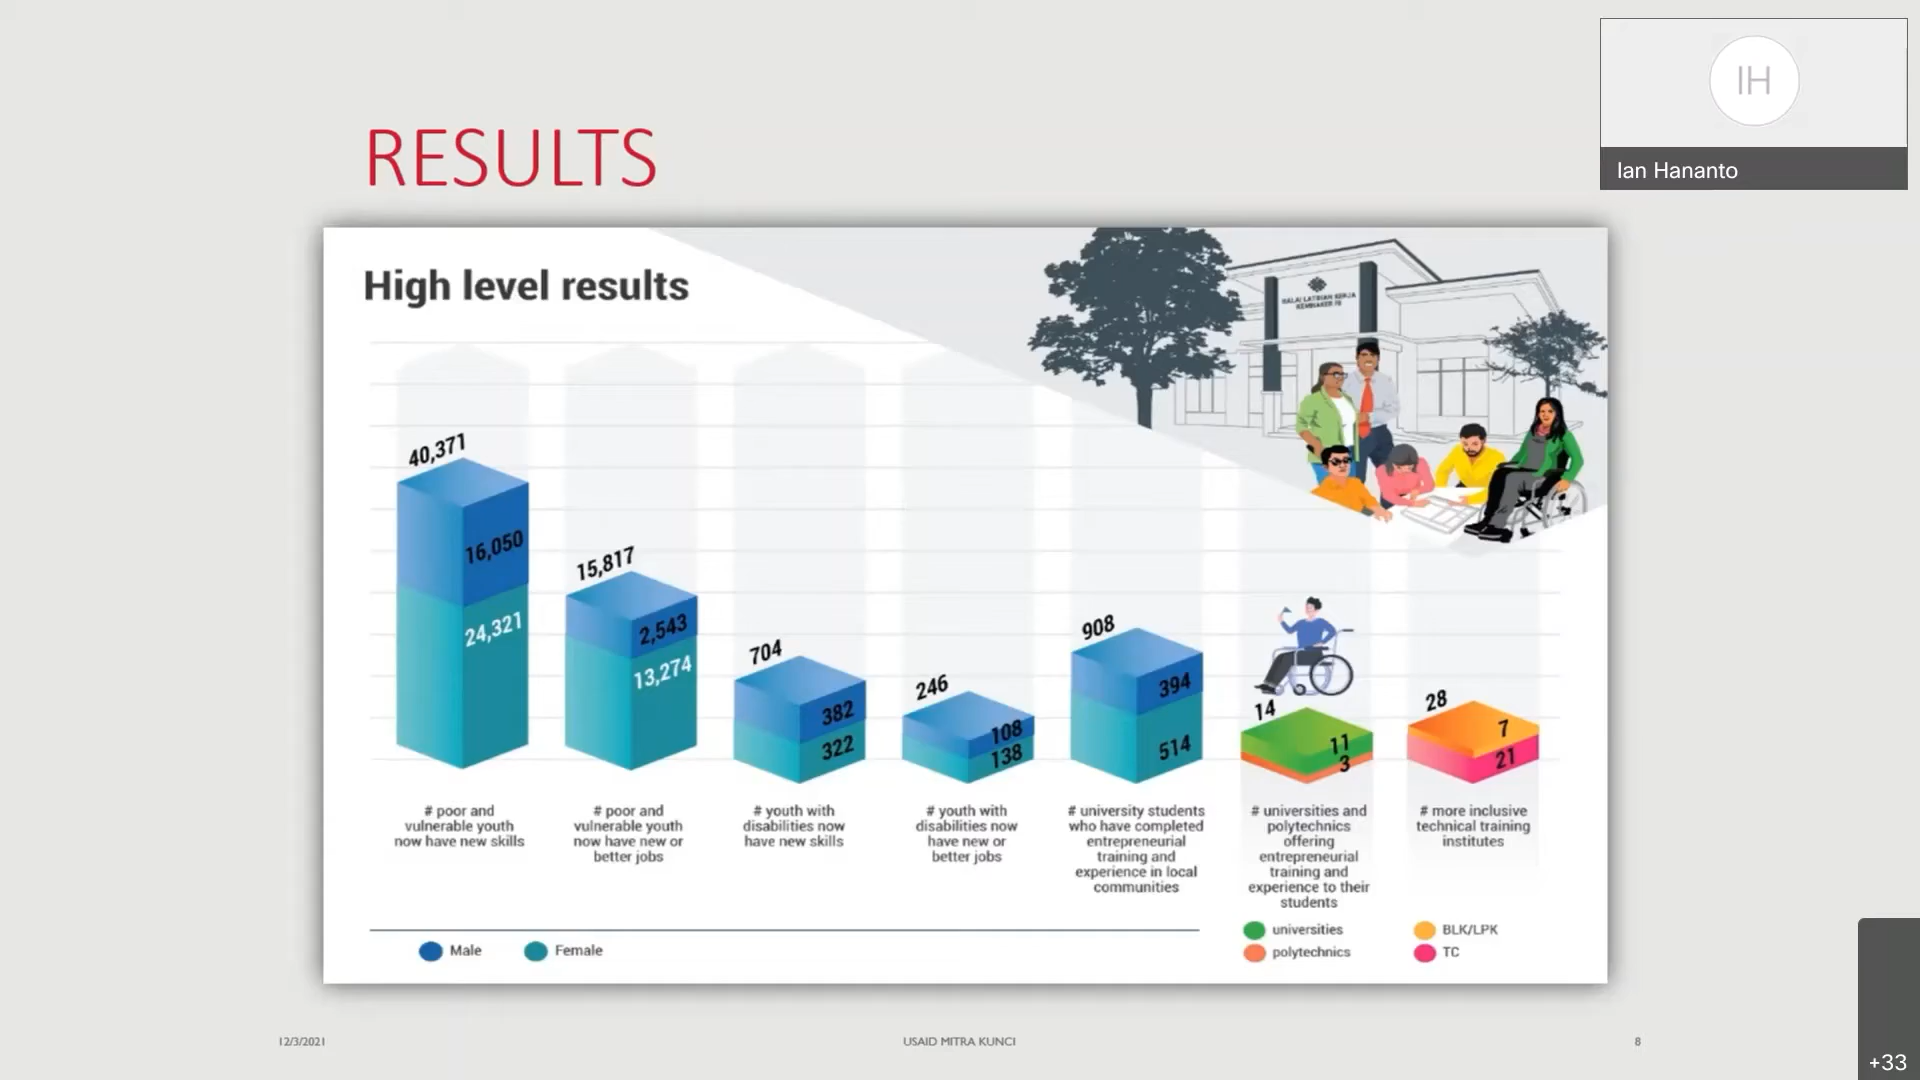 IH
Ian Hananto
RESULTS
High level results
BALAI LATIHAN KERJA
KEMNAKER RI
40,371
16,050
24,321
15,817
2,543
13,274
704
382
322
246
108
138
908
394
514
14
11
3
28
7
21
# poor and
vulnerable youth
now have new skills
# poor and
vulnerable youth
now have new or
better jobs
# youth with
disabilities now
have new skills
# youth with
disabilities now
have new or
better jobs
# university students
who have completed
entrepreneurial
training and
experience in local
communities
# universities and
polytechnics
offering
entrepreneurial
training and
experience to their
students
# more inclusive
technical training
institutes
Male
Female
universities
polytechnics
BLK/LPK
TC
12/3/2021
USAID MITRA KUNCI
8
+33